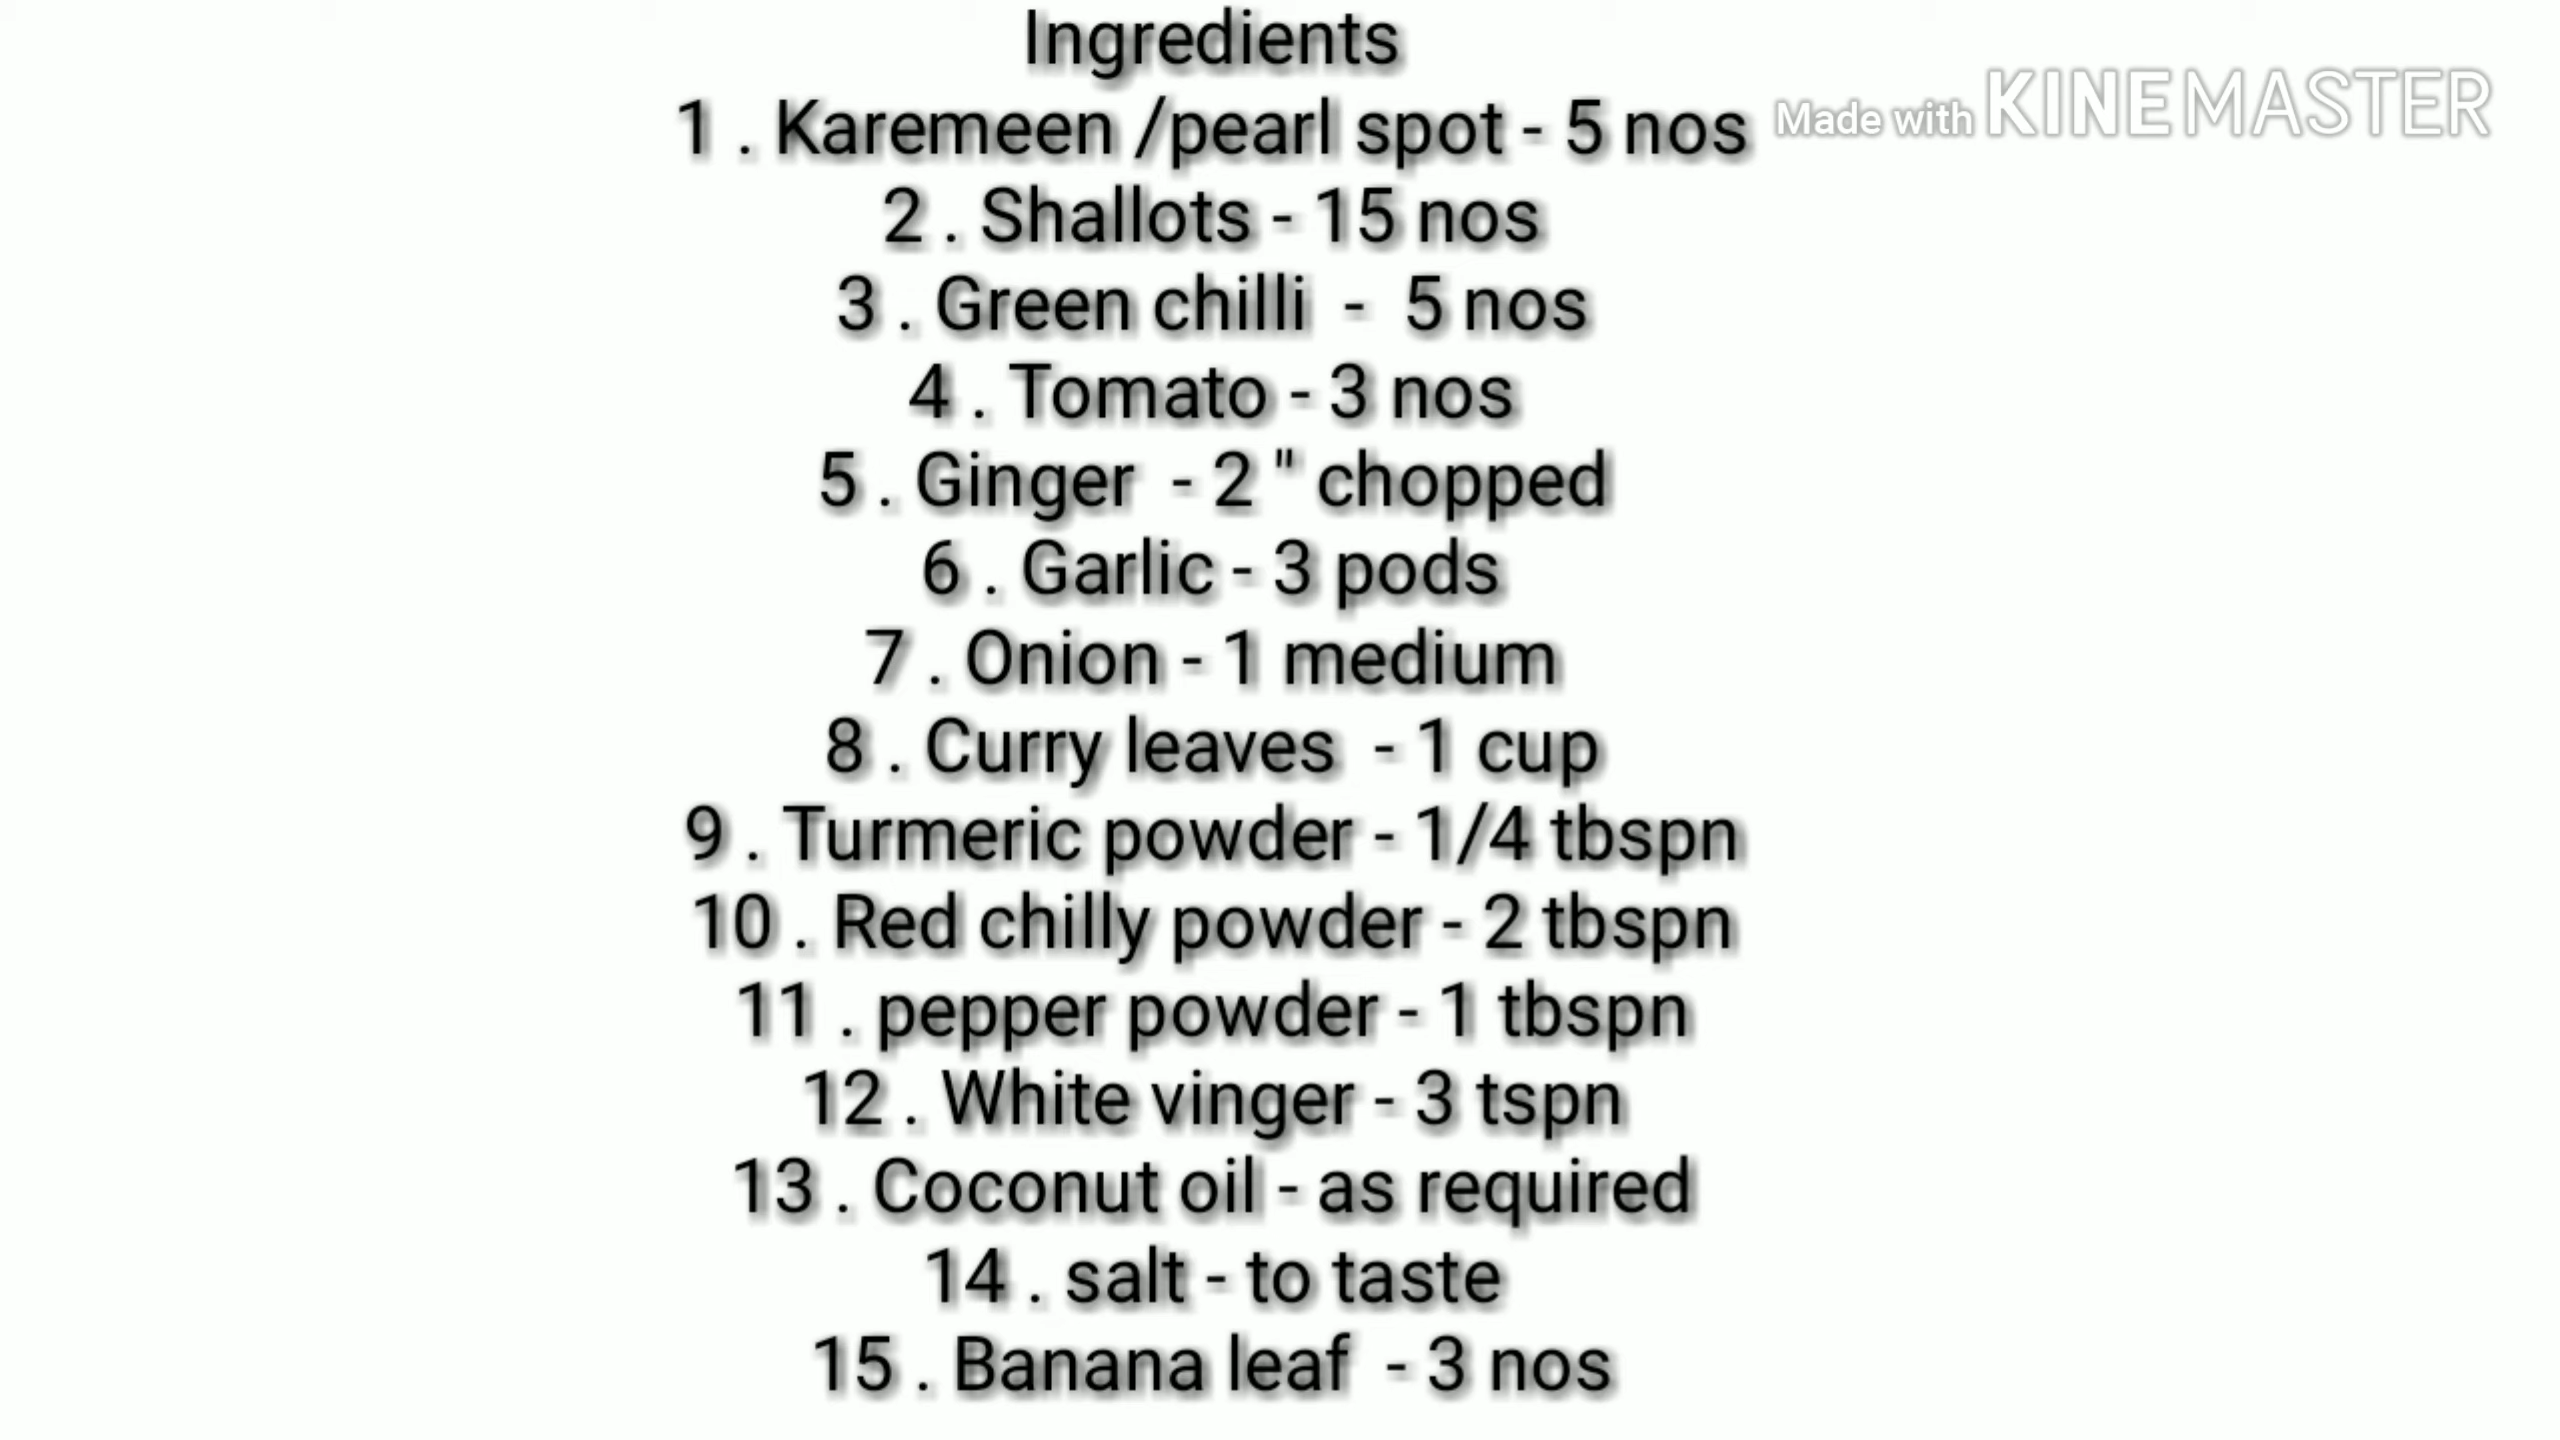 Ingredients
1 . Karemeen /pearl spot - 5 nos
Made with KINEMASTER
2 . Shallots - 15 nos
3 . Green chilli - 5 nos
4 . Tomato - 3 nos
5 . Ginger - 2 " chopped
6 . Garlic - 3 pods
7 . Onion - 1 medium
8 . Curry leaves - 1 cup
9 . Turmeric powder - 1/4 tbspn
10 . Red chilly powder - 2 tbspn
11 . pepper powder - 1 tbspn
12 . White vinger - 3 tspn
13 . Coconut oil - as required
14 . salt - to taste
15 . Banana leaf - 3 nos